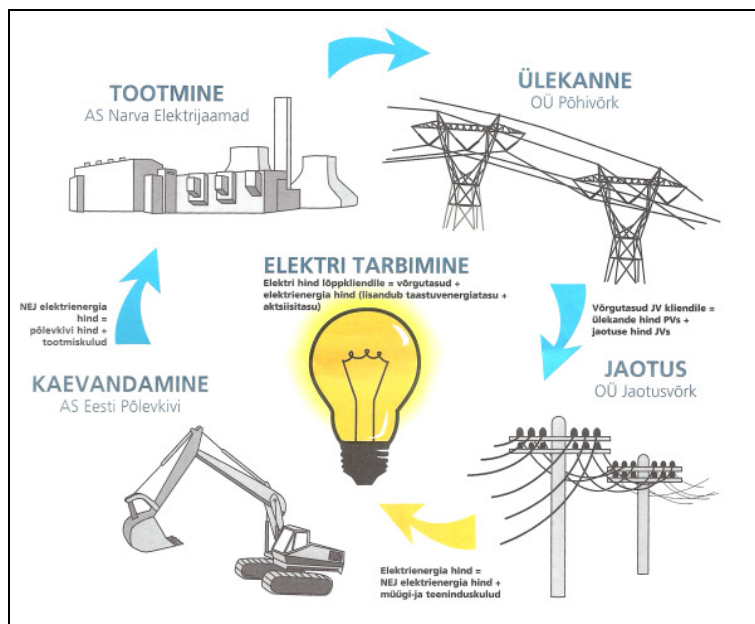 TOOTMINE
AS Narva Elektrijaamad
ÜLEKANNE
OÜ Põhivõrk
ELEKTRI TARBIMINE
Elektri hind lõppkliendile = võrgutasud +
elektrienergia hind (lisandub taastuvenergiatasu +
aktsiisitasu)
NEJ elektrienergia
hind =
põlevkivi hind +
tootmiskulud
Võrgutasud JV kliendile =
ülekande hind PVs +
jaotuse hind JVs
KAEVANDAMINE
AS Eesti Põlevkivi
JAOTUS
OÜ Jaotusvõrk
Elektrienergia hind =
NEJ elektrienergia hind +
müügi-ja teeninduskulud